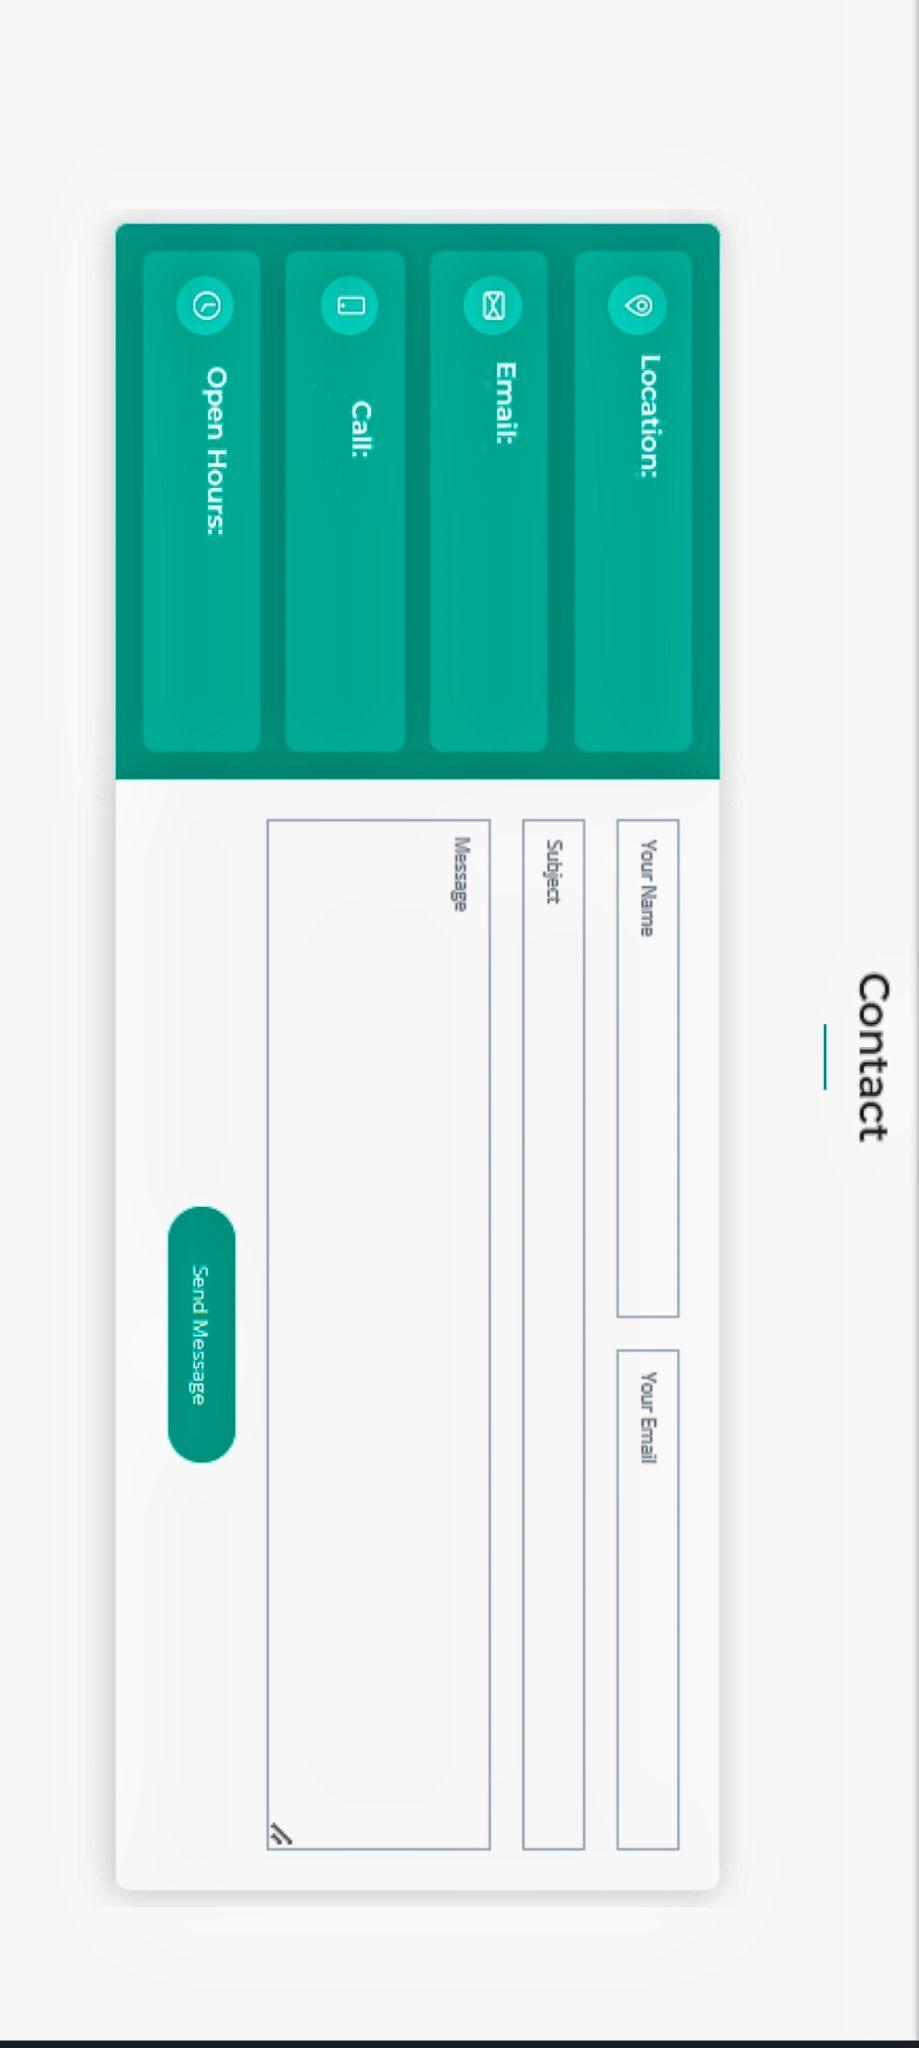 Contact
Location:
Email:
Call:
Open Hours:
Your Name
Your Email
Subject
Message
Send Message